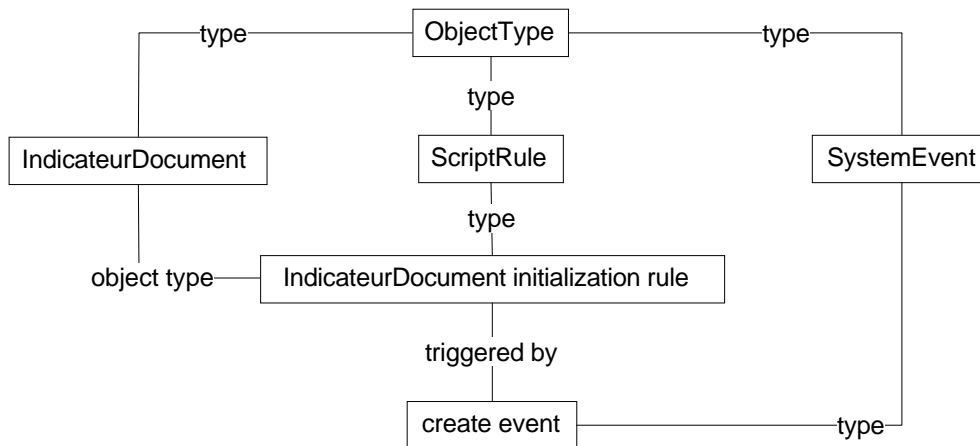 type
ObjectType
type
type
IndicateurDocument
ScriptRule
SystemEvent
type
object type
IndicateurDocument initialization rule
triggered by
create event
type